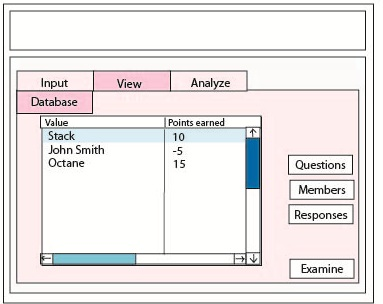 Input View Analyze
Database
Value Points earned
Stack 10
John Smith -5
Octane 15
Questions
Members
Responses
Examine